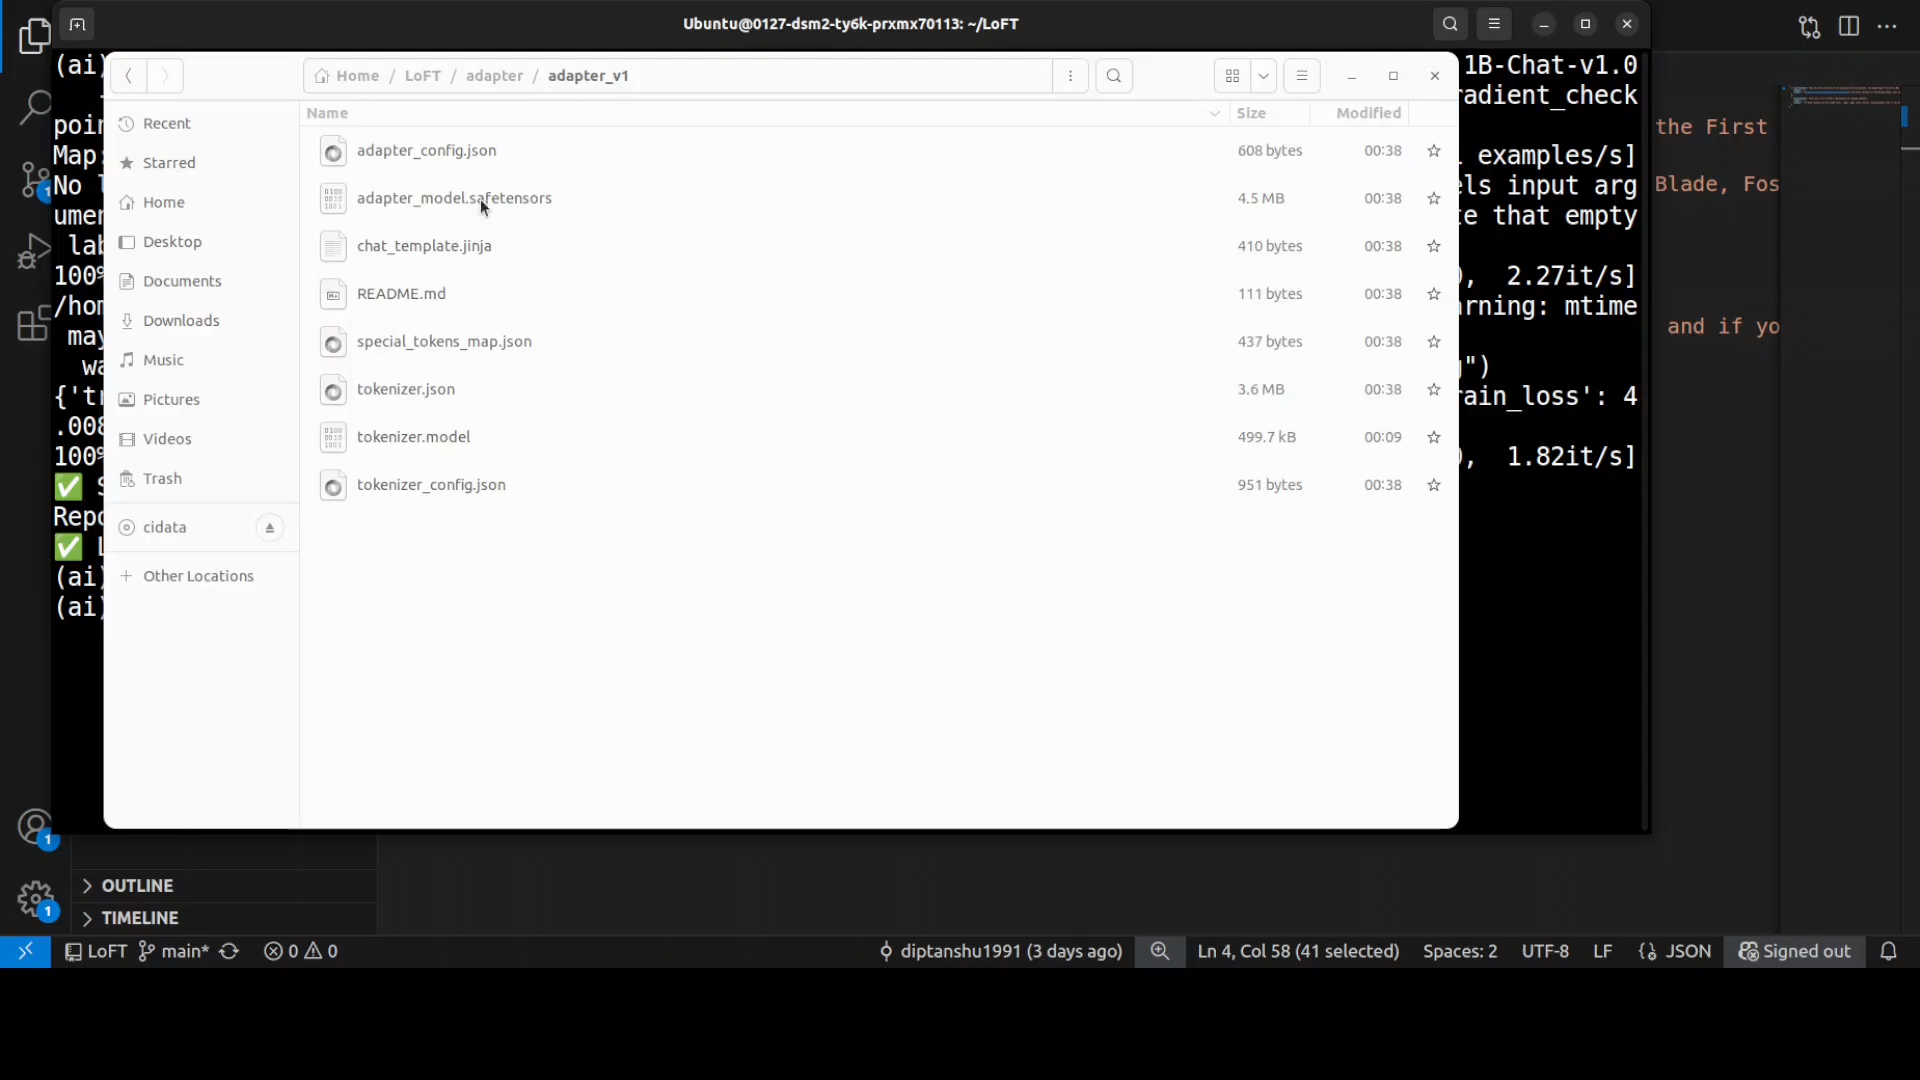 Ubuntu@0127-dsm2-ty6k-prxmx70113: ~/LoFT
Home / LoFT / adapter / adapter_v1
Name Size Modified
adapter_config.json 608 bytes 00:38
adapter_model.safetensors 4.5 MB 00:38
chat_template.jinja 410 bytes 00:38
README.md 111 bytes 00:38
special_tokens_map.json 437 bytes 00:38
tokenizer.json 3.6 MB 00:38
tokenizer.model 499.7 kB 00:09
tokenizer_config.json 951 bytes 00:38
Recent
Starred
Home
Desktop
Documents
Downloads
Music
Pictures
Videos
Trash
cidata
Other Locations
(ai)
Map:
No
100%
/hom
may
{'tr
.008
100%
Repo
(ai)
(ai)
1B-Chat-v1.0
radient_check
examples/s]
els input arg
e that empty
2.27it/s]
rning: mtime
")
ain_loss': 4
1.82it/s]
the First
Blade, Fos
and if yo
OUTLINE
TIMELINE
LoFT main* 0 0 diptanshu1991 (3 days ago) Ln 4, Col 58 (41 selected) Spaces: 2 UTF-8 LF {} JSON Signed out